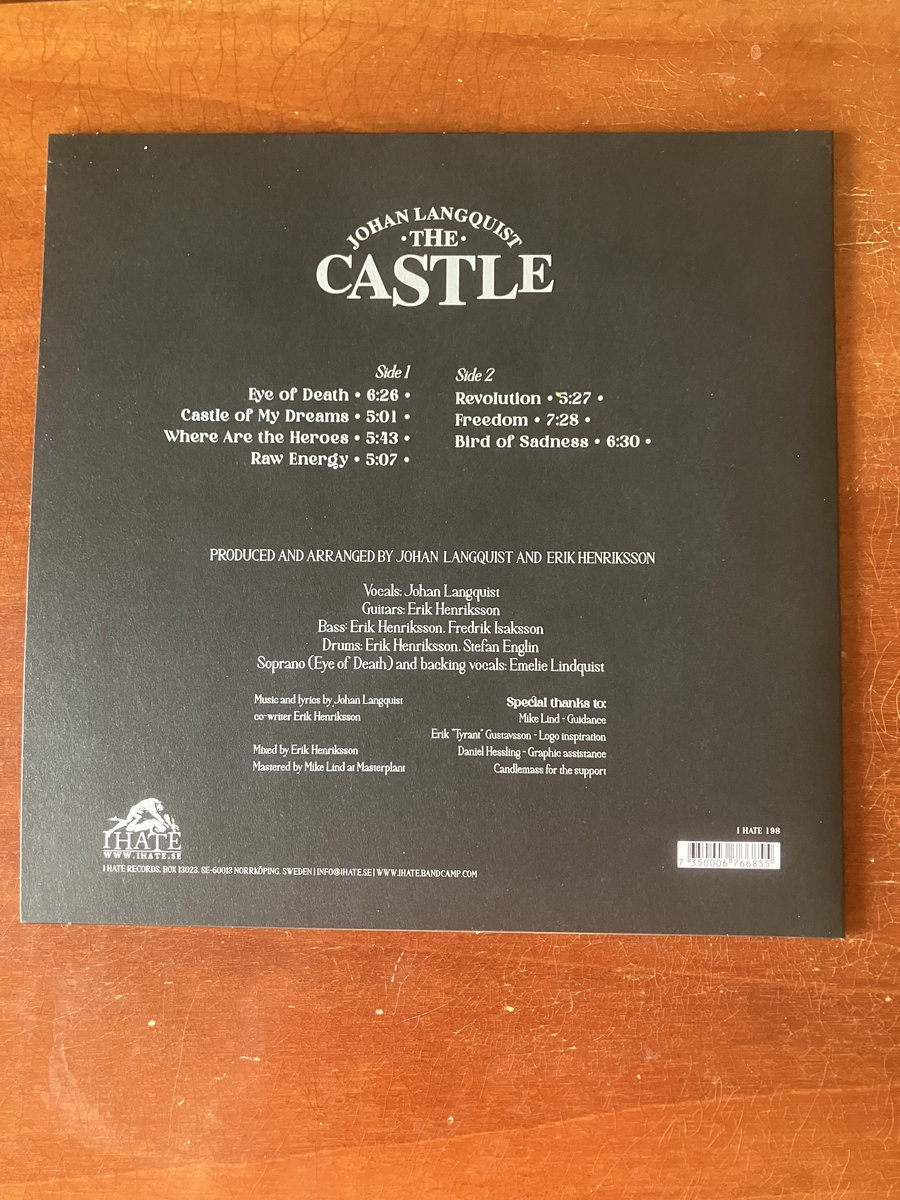 JOHAN LANGQUIST
• THE •
CASTLE
Side 1
Eye of Death • 6:26 •
Castle of My Dreams • 5:01 •
Where Are the Heroes • 5:43 •
Raw Energy • 5:07 •
Side 2
Revolution • 5:27 •
Freedom • 7:28 •
Bird of Sadness • 6:30 •
PRODUCED AND ARRANGED BY JOHAN LANGQUIST AND ERIK HENRIKSSON
Vocals: Johan Langquist
Guitars: Erik Henriksson
Bass: Erik Henriksson. Fredrik Isaksson
Drums: Erik Henriksson. Stefan Englin
Soprano (Eye of Death) and backing vocals: Emelie Lindquist
Music and lyrics by Johan Langquist
co-writer Erik Henriksson
Mixed by Erik Henriksson
Mastered by Mike Lind at Masterplant
Special thanks to:
Mike Lind - Guidance
Erik "Tyrant" Gustavsson - Logo inspiration
Daniel Hessling - Graphic assistance
Candlemass for the support
I HATE
WWW.IHATE.SE
I HATE RECORDS. BOX 13023. SE-60013 NORRKÖPING. SWEDEN | INFO@IHATE.SE | WWW.IHATE.BANDCAMP.COM
I HATE 198
7 350006 766855